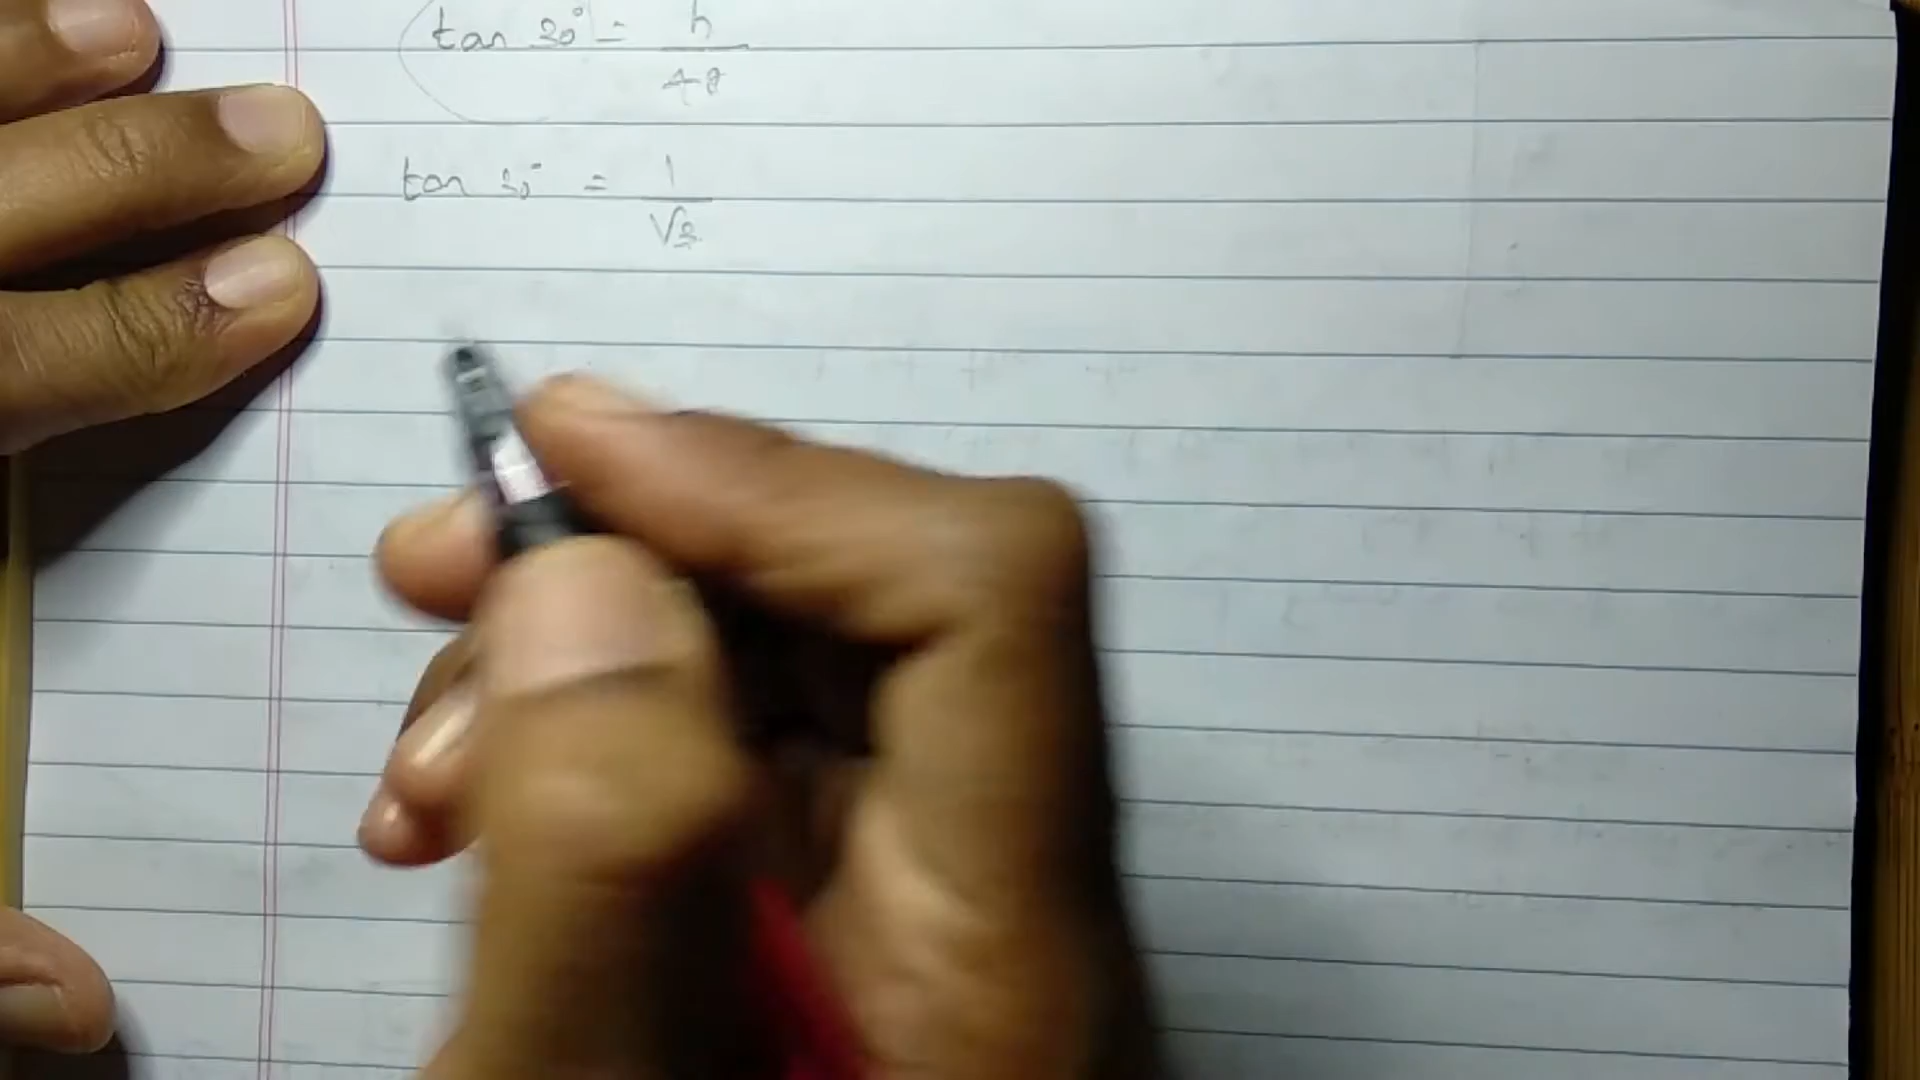 tan 30° = h/48
tan 30° = 1/√3